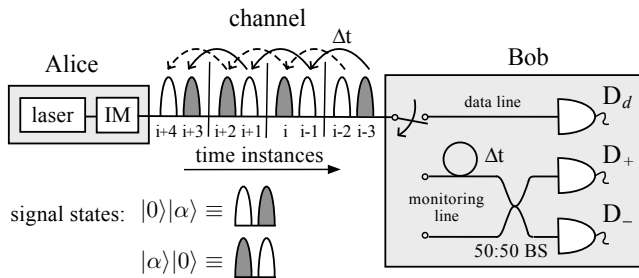 channel
Δt
Alice
Bob
laser
IM
i+4 i+3 i+2 i+1 i i-1 i-2 i-3
time instances
data line
D_d
Δt
D_+
monitoring
line
D_−
50:50 BS
signal states: |0⟩|α⟩ ≡
|α⟩|0⟩ ≡